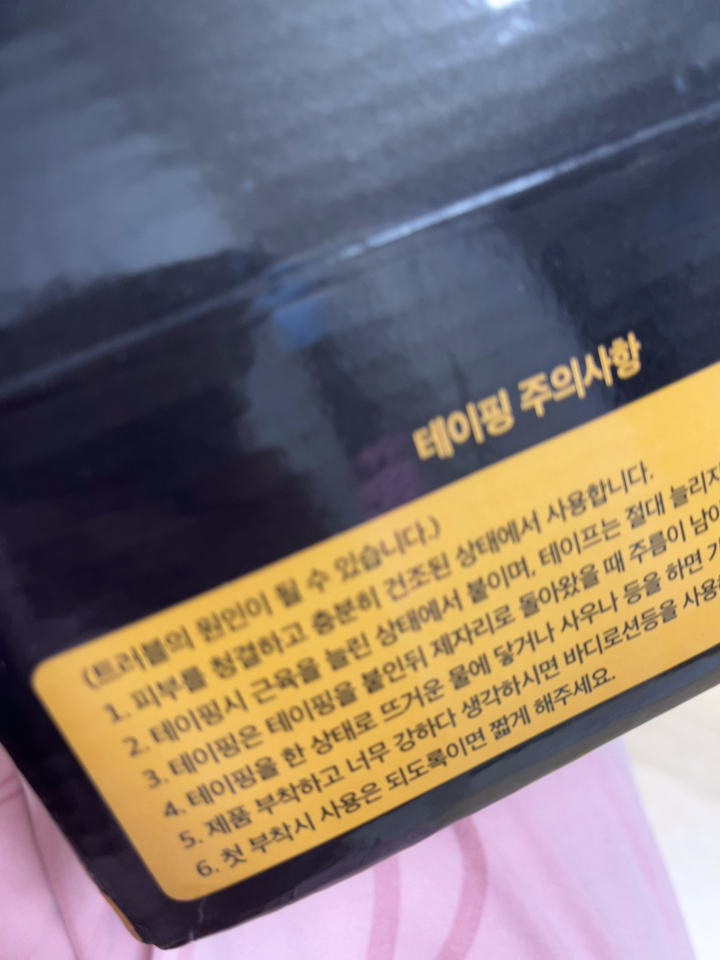 테이핑 주의사항
(트러블의 원인이 될 수 있습니다.)
1. 피부를 청결하고 충분히 건조된 상태에서 사용합니다.
2. 테이핑시 근육을 늘린 상태에서 붙이며, 테이프는 절대 늘리지
3. 테이핑은 테이핑을 붙인뒤 제자리로 돌아왔을 때 주름이 남아
4. 테이핑을 한 상태로 뜨거운 물에 닿거나 사우나 등을 하면
5. 제품 부착하고 너무 강하다 생각하시면 바디로션등을
6. 첫 부착시 사용은 되도록이면 짧게 해주세요.